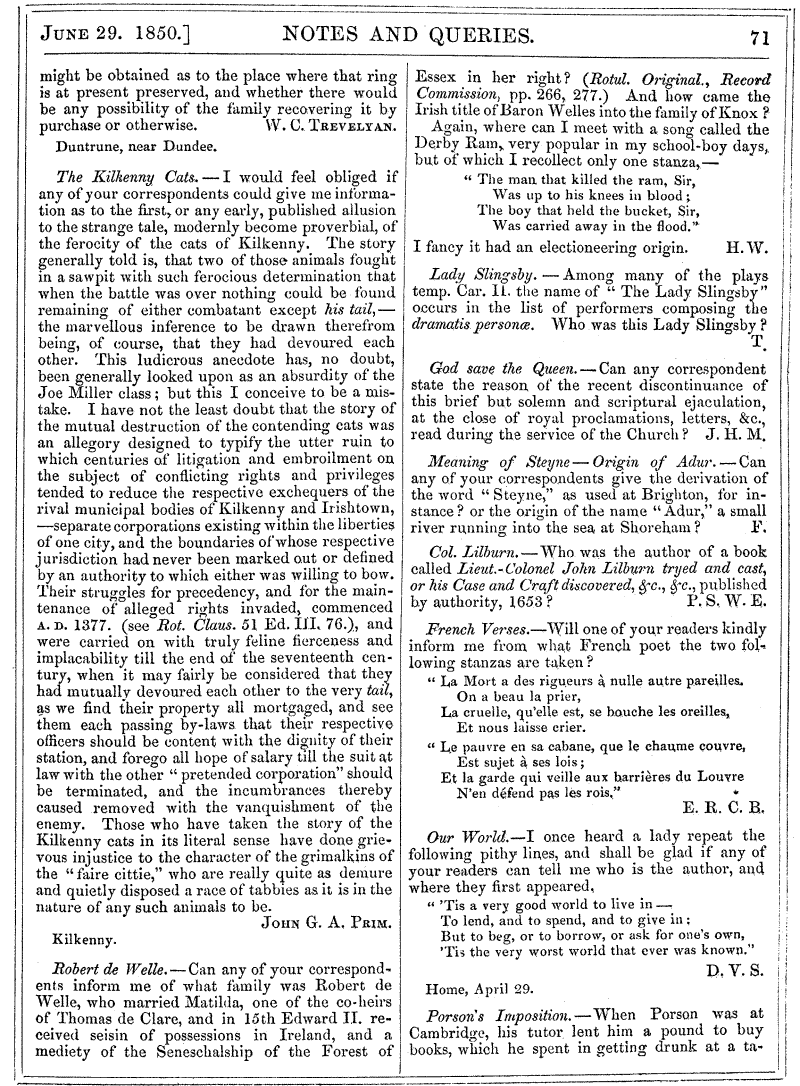 JUNE 29. 1850.] NOTES AND QUERIES. 71
might be obtained as to the place where that ring
is at present preserved, and whether there would
be any possibility of the family recovering it by
purchase or otherwise. W. C. TREVELYAN.
Duntrune, near Dundee.
The Kilkenny Cats. — I would feel obliged if
any of your correspondents could give me informa-
tion as to the first, or any early, published allusion
to the strange tale, modernly become proverbial, of
the ferocity of the cats of Kilkenny. The story
generally told is, that two of those animals fought
in a sawpit with such ferocious determination that
when the battle was over nothing could be found
remaining of either combatant except his tail,—
the marvellous inference to be drawn therefrom
being, of course, that they had devoured each
other. This ludicrous anecdote has, no doubt,
been generally looked upon as an absurdity of the
Joe Miller class; but this I conceive to be a mis-
take. I have not the least doubt that the story of
the mutual destruction of the contending cats was
an allegory designed to typify the utter ruin to
which centuries of litigation and embroilment on
the subject of conflicting rights and privileges
tended to reduce the respective exchequers of the
rival municipal bodies of Kilkenny and Irishtown,
—separate corporations existing within the liberties
of one city, and the boundaries of whose respective
jurisdiction had never been marked out or defined
by an authority to which either was willing to bow.
Their struggles for precedency, and for the main-
tenance of alleged rights invaded, commenced
A. D. 1377. (see Rot. Claus. 51 Ed. III. 76.), and
were carried on with truly feline fierceness and
implacability till the end of the seventeenth cen-
tury, when it may fairly be considered that they
had mutually devoured each other to the very tail,
as we find their property all mortgaged, and see
them each passing by-laws that their respective
officers should be content with the dignity of their
station, and forego all hope of salary till the suit at
law with the other "pretended corporation" should
be terminated, and the incumbrances thereby
caused removed with the vanquishment of the
enemy. Those who have taken the story of the
Kilkenny cats in its literal sense have done grie-
vous injustice to the character of the grimalkins of
the "faire cittie," who are really quite as demure
and quietly disposed a race of tabbies as it is in the
nature of any such animals to be.
JOHN G. A. PRIM.
Kilkenny.
Robert de Welle. — Can any of your correspond-
ents inform me of what family was Robert de
Welle, who married Matilda, one of the co-heirs
of Thomas de Clare, and in 15th Edward II. re-
ceived seisin of possessions in Ireland, and a
mediety of the Seneschalship of the Forest of
Essex in her right? (Rotul. Original., Record
Commission, pp. 266, 277.) And how came the
Irish title of Baron Welles into the family of Knox?
Again, where can I meet with a song called the
Derby Ram, very popular in my school-boy days,
but of which I recollect only one stanza,—
"The man that killed the ram, Sir,
Was up to his knees in blood;
The boy that held the bucket, Sir,
Was carried away in the flood."
I fancy it had an electioneering origin. H. W.
Lady Slingsby. — Among many of the plays
temp. Car. II. the name of "The Lady Slingsby"
occurs in the list of performers composing the
dramatis personæ. Who was this Lady Slingsby?
T.
God save the Queen. — Can any correspondent
state the reason of the recent discontinuance of
this brief but solemn and scriptural ejaculation,
at the close of royal proclamations, letters, &c.,
read during the service of the Church? J. H. M.
Meaning of Steyne — Origin of Adur. — Can
any of your correspondents give the derivation of
the word "Steyne," as used at Brighton, for in-
stance? or the origin of the name "Adur," a small
river running into the sea at Shoreham? F.
Col. Lilburn. — Who was the author of a book
called Lieut.-Colonel John Lilburn tryed and cast,
or his Case and Craft discovered, &c., &c., published
by authority, 1653? P. S. W. E.
French Verses.—Will one of your readers kindly
inform me from what French poet the two fol-
lowing stanzas are taken?
"La Mort a des rigueurs à nulle autre pareilles.
On a beau la prier,
La cruelle, qu'elle est, se bouche les oreilles,
Et nous laisse crier.
"Le pauvre en sa cabane, que le chaume couvre,
Est sujet à ses lois;
Et la garde qui veille aux barrières du Louvre
N'en défend pas les rois."
E. R. C. B.
Our World.—I once heard a lady repeat the
following pithy lines, and shall be glad if any of
your readers can tell me who is the author, and
where they first appeared,
"'Tis a very good world to live in —
To lend, and to spend, and to give in;
But to beg, or to borrow, or ask for one's own,
'Tis the very worst world that ever was known."
D. V. S.
Home, April 29.
Porson's Imposition. — When Porson was at
Cambridge, his tutor lent him a pound to buy
books, which he spent in getting drunk at a ta-